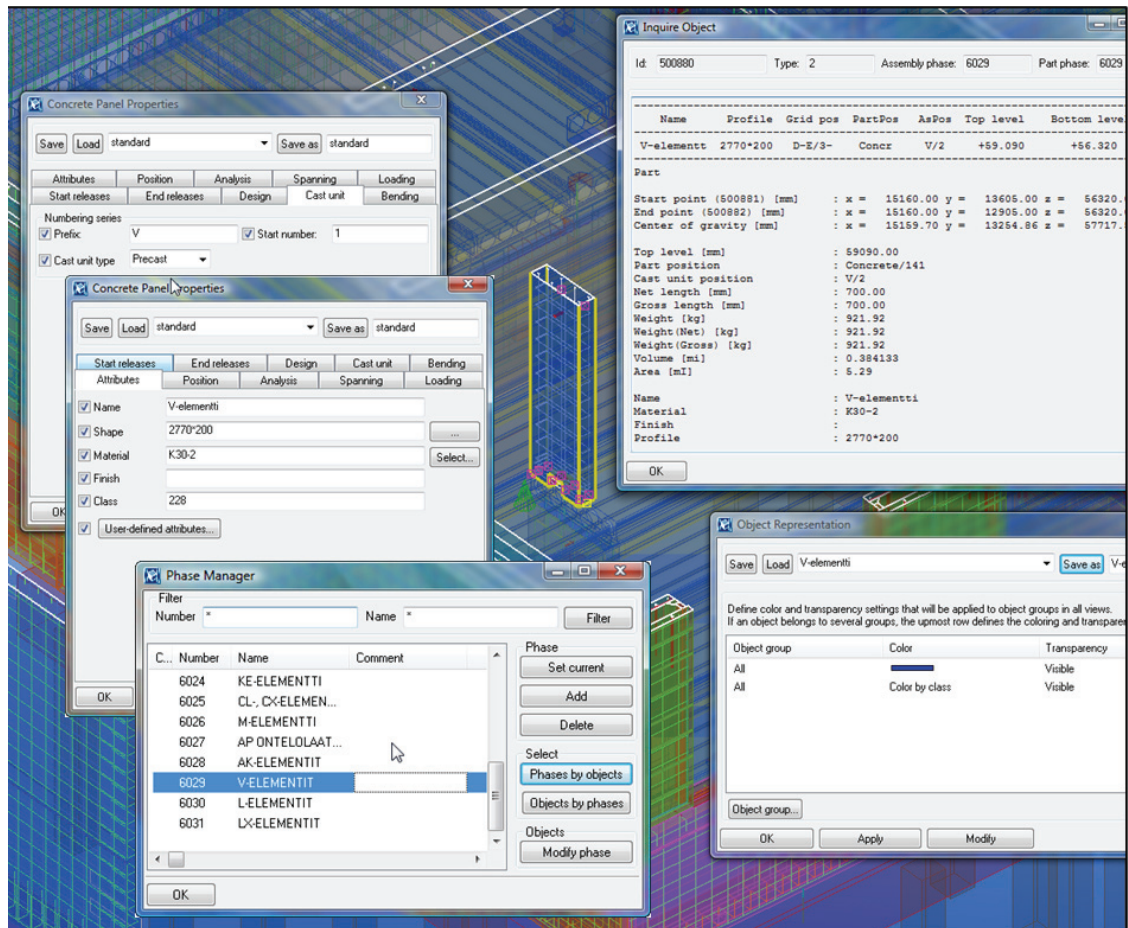 Inquire Object
Id: 500880 Type: 2 Assembly phase: 6029 Part phase: 6029
Name Profile Grid pos PartPos AsPos Top level Bottom leve
V-elementt 2770*200 D-E/3- Concr V/2 +59.090 +56.320
Part
Start point (500881) [mm] : x = 15160.00 y = 13605.00 z = 56320.
End point (500882) [mm] : x = 15160.00 y = 12905.00 z = 56320.
Center of gravity [mm] : x = 15159.70 y = 13254.86 z = 57717.
Top level [mm] : 59090.00
Part position : Concrete/141
Cast unit position : V/2
Net length [mm] : 700.00
Gross length [mm] : 700.00
Weight [kg] : 921.92
Weight(Net) [kg] : 921.92
Weight(Gross) [kg] : 921.92
Volume [mi] : 0.384133
Area [mI] : 5.29
Name : V-elementti
Material : K30-2
Finish :
Profile : 2770*200
OK
Concrete Panel Properties
Save Load standard Save as standard
Attributes Position Analysis Spanning Loading
Start releases End releases Design Cast unit Bending
Numbering series
Prefix: V Start number: 1
Cast unit type Precast
OK
Concrete Panel Properties
Save Load standard Save as standard
Start releases End releases Design Cast unit Bending
Attributes Position Analysis Spanning Loading
Name V-elementti
Shape 2770*200 ...
Material K30-2 Select...
Finish
Class 228
User-defined attributes...
OK
Phase Manager
Filter
Number * Name * Filter
C... Number Name Comment
6024 KE-ELEMENTTI
6025 CL-, CX-ELEMEN...
6026 M-ELEMENTTI
6027 AP ONTELOLAAT...
6028 AK-ELEMENTIT
6029 V-ELEMENTIT
6030 L-ELEMENTIT
6031 LX-ELEMENTIT
Phase
Set current
Add
Delete
Select
Phases by objects
Objects by phases
Objects
Modify phase
OK
Object Representation
Save Load V-elementti Save as V-e
Define color and transparency settings that will be applied to object groups in all views.
If an object belongs to several groups, the upmost row defines the coloring and transparen
Object group Color Transparency
All Visible
All Color by class Visible
Object group...
OK Apply Modify